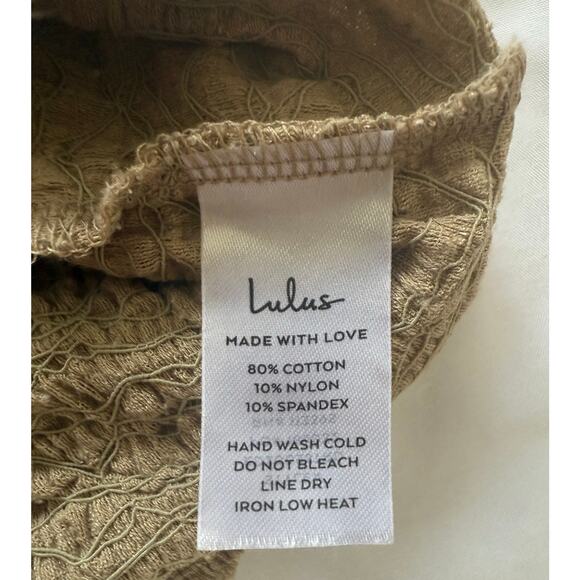 Lulus
MADE WITH LOVE
80% COTTON
10% NYLON
10% SPANDEX
HAND WASH COLD
DO NOT BLEACH
LINE DRY
IRON LOW HEAT